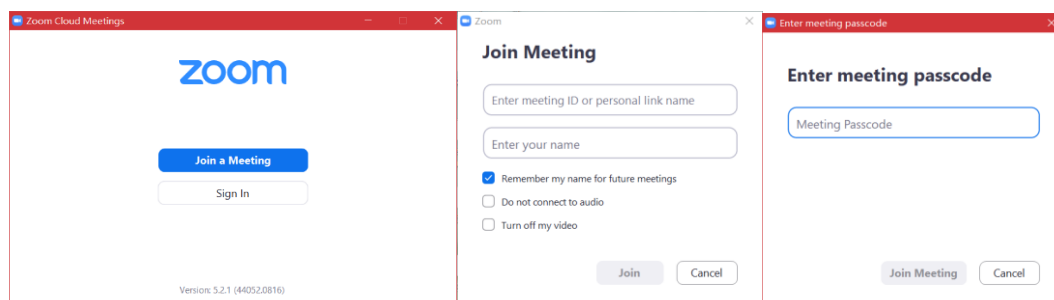 Zoom Cloud Meetings
zoom
Join a Meeting
Sign In
Version: 5.2.1 (44052.0816)
Zoom
Join Meeting
Enter meeting ID or personal link name
Enter your name
Remember my name for future meetings
Do not connect to audio
Turn off my video
Join Cancel
Enter meeting passcode
Enter meeting passcode
Meeting Passcode
Join Meeting Cancel